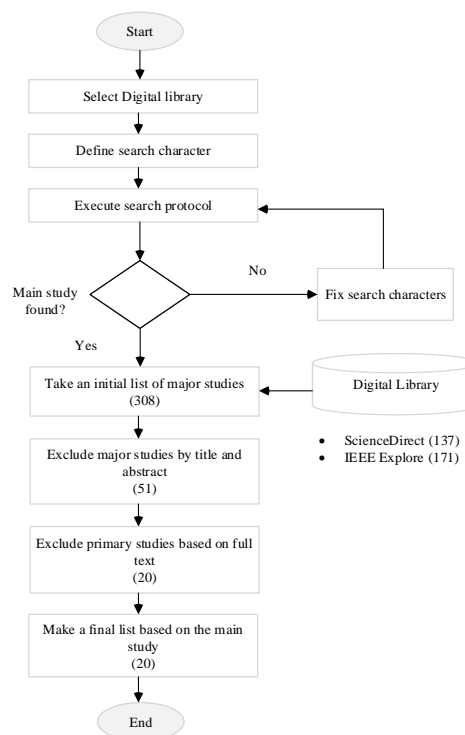 Start
Select Digital library
Define search character
Execute search protocol
No
Main study
found?
Fix search characters
Yes
Take an initial list of major studies
(308)
Digital Library
• ScienceDirect (137)
• IEEE Explore (171)
Exclude major studies by title and
abstract
(51)
Exclude primary studies based on full
text
(20)
Make a final list based on the main
study
(20)
End